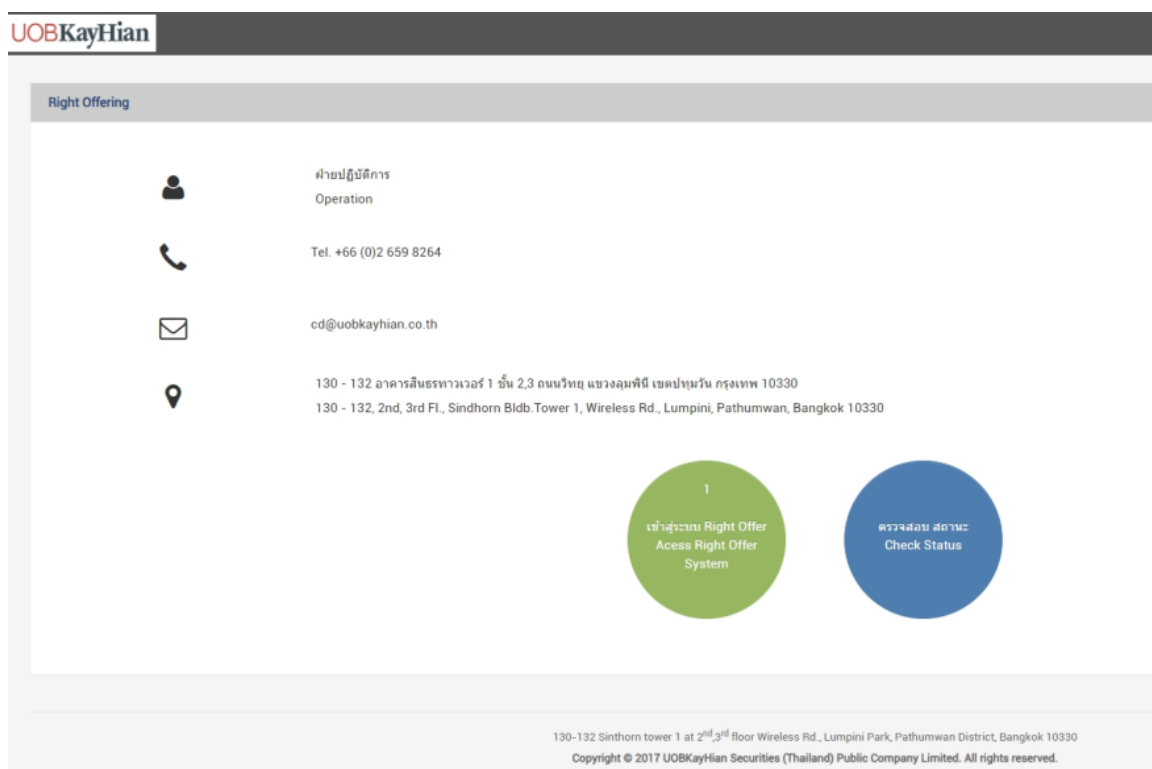 UOBKayHian
Right Offering
ฝ่ายปฏิบัติการ
Operation
Tel. +66 (0)2 659 8264
cd@uobkayhian.co.th
130 - 132 อาคารสินธรทาวเวอร์ 1 ชั้น 2,3 ถนนวิทยุ แขวงลุมพินี เขตปทุมวัน กรุงเทพ 10330
130 - 132, 2nd, 3rd Fl., Sindhorn Bldb.Tower 1, Wireless Rd., Lumpini, Pathumwan, Bangkok 10330
1
เข้าสู่ระบบ Right Offer
Acess Right Offer
System
ตรวจสอบ สถานะ
Check Status
130-132 Sinthorn tower 1 at 2nd,3rd floor Wireless Rd., Lumpini Park, Pathumwan District, Bangkok 10330
Copyright © 2017 UOBKayHian Securities (Thailand) Public Company Limited. All rights reserved.